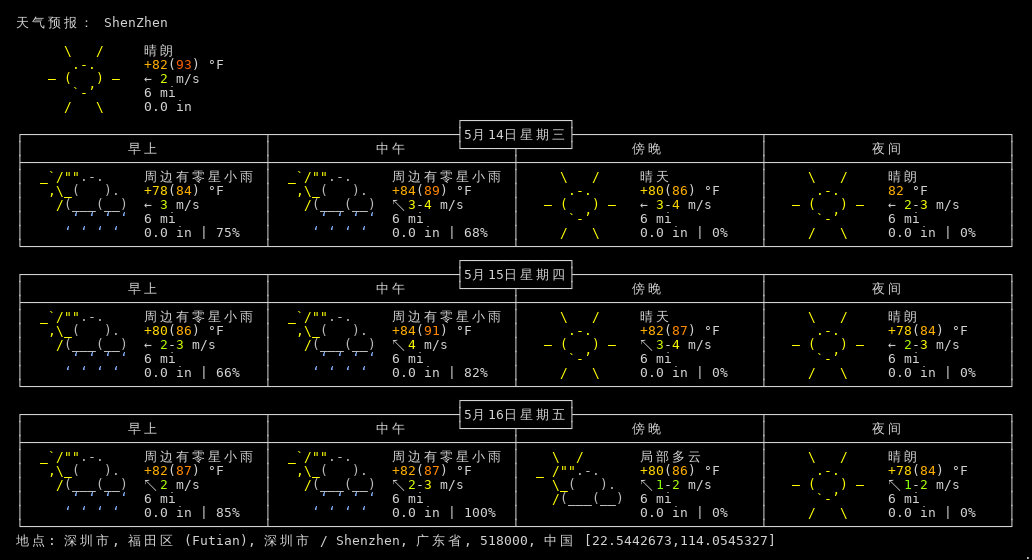 天气预报： ShenZhen
晴朗
+82(93) °F
← 2 m/s
6 mi
0.0 in
5月14日星期三
早上 中午 傍晚 夜间
周边有零星小雨 周边有零星小雨 晴天 晴朗
+78(84) °F +84(89) °F +80(86) °F 82 °F
← 3 m/s ↖ 3-4 m/s ← 3-4 m/s ← 2-3 m/s
6 mi 6 mi 6 mi 6 mi
0.0 in | 75% 0.0 in | 68% 0.0 in | 0% 0.0 in | 0%
5月15日星期四
早上 中午 傍晚 夜间
周边有零星小雨 周边有零星小雨 晴天 晴朗
+80(86) °F +84(91) °F +82(87) °F +78(84) °F
← 2-3 m/s ↖ 4 m/s ↖ 3-4 m/s ← 2-3 m/s
6 mi 6 mi 6 mi 6 mi
0.0 in | 66% 0.0 in | 82% 0.0 in | 0% 0.0 in | 0%
5月16日星期五
早上 中午 傍晚 夜间
周边有零星小雨 周边有零星小雨 局部多云 晴朗
+82(87) °F +82(87) °F +80(86) °F +78(84) °F
↖ 2 m/s ↖ 2-3 m/s ↖ 1-2 m/s ↖ 1-2 m/s
6 mi 6 mi 6 mi 6 mi
0.0 in | 85% 0.0 in | 100% 0.0 in | 0% 0.0 in | 0%
地点: 深圳市, 福田区 (Futian), 深圳市 / Shenzhen, 广东省, 518000, 中国 [22.5442673,114.0545327]